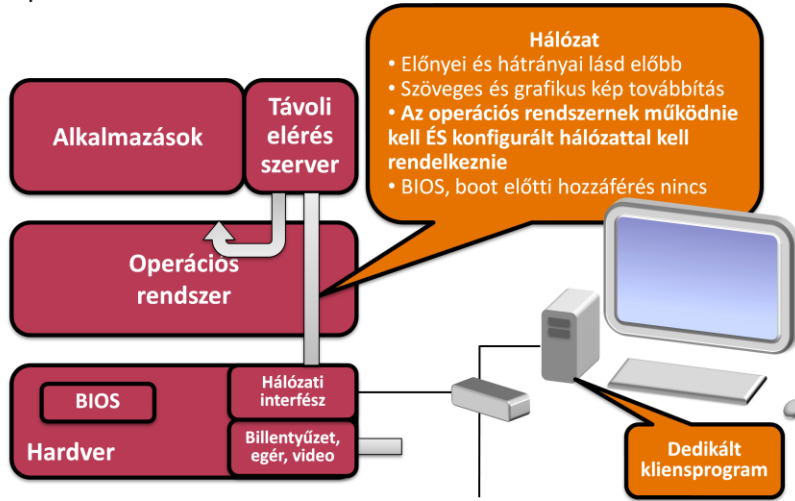 Hálózat
• Előnyei és hátrányai lásd előbb
• Szöveges és grafikus kép továbbítás
• Az operációs rendszernek működnie
kell ÉS konfigurált hálózattal kell
rendelkeznie
• BIOS, boot előtti hozzáférés nincs
Alkalmazások
Távoli
elérés
szerver
Operációs
rendszer
BIOS
Hardver
Hálózati
interfész
Billentyűzet,
egér, video
Dedikált
kliensprogram